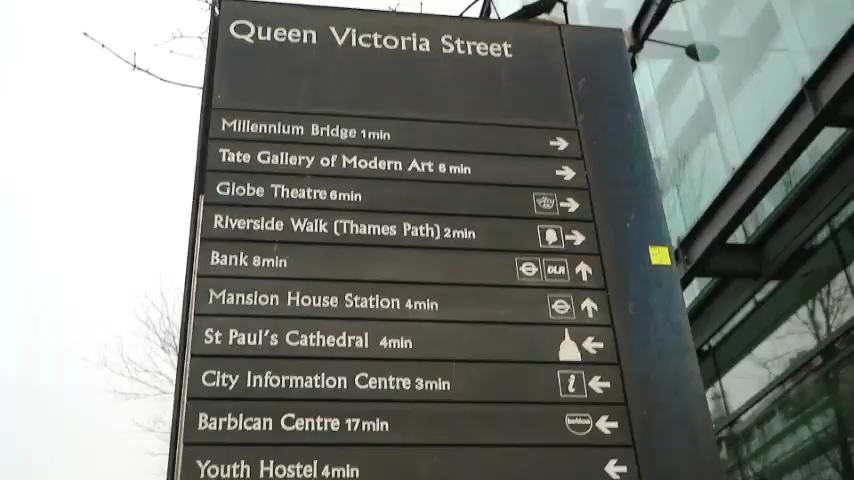 Queen Victoria Street
Millennium Bridge 1min
Tate Gallery of Modern Art 6 min
Globe Theatre 6min
Riverside Walk (Thames Path) 2min
Bank 8min DLR
Mansion House Station 4min
St Paul's Cathedral 4min
City Information Centre 3min i
Barbican Centre 17min
Youth Hostel 4min